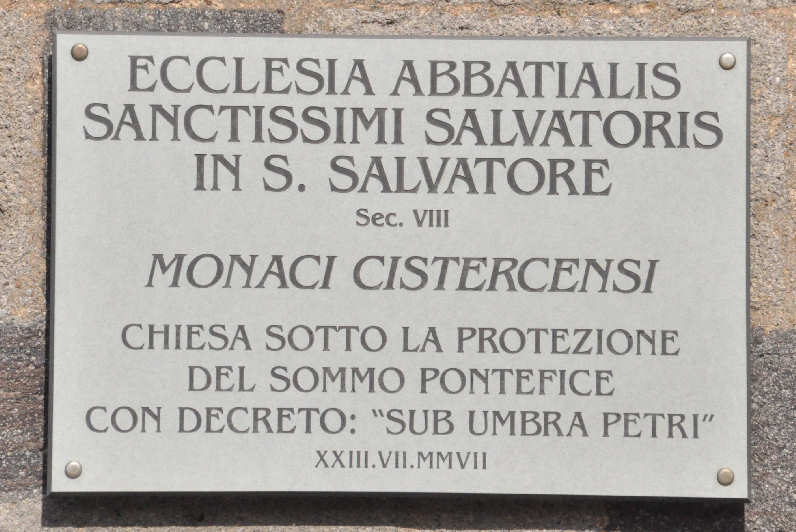 ECCLESIA ABBATIALIS
SANCTISSIMI SALVATORIS
IN S. SALVATORE
Sec. VIII
MONACI CISTERCENSI
CHIESA SOTTO LA PROTEZIONE
DEL SOMMO PONTEFICE
CON DECRETO: “SUB UMBRA PETRI”
XXIII.VII.MMVII